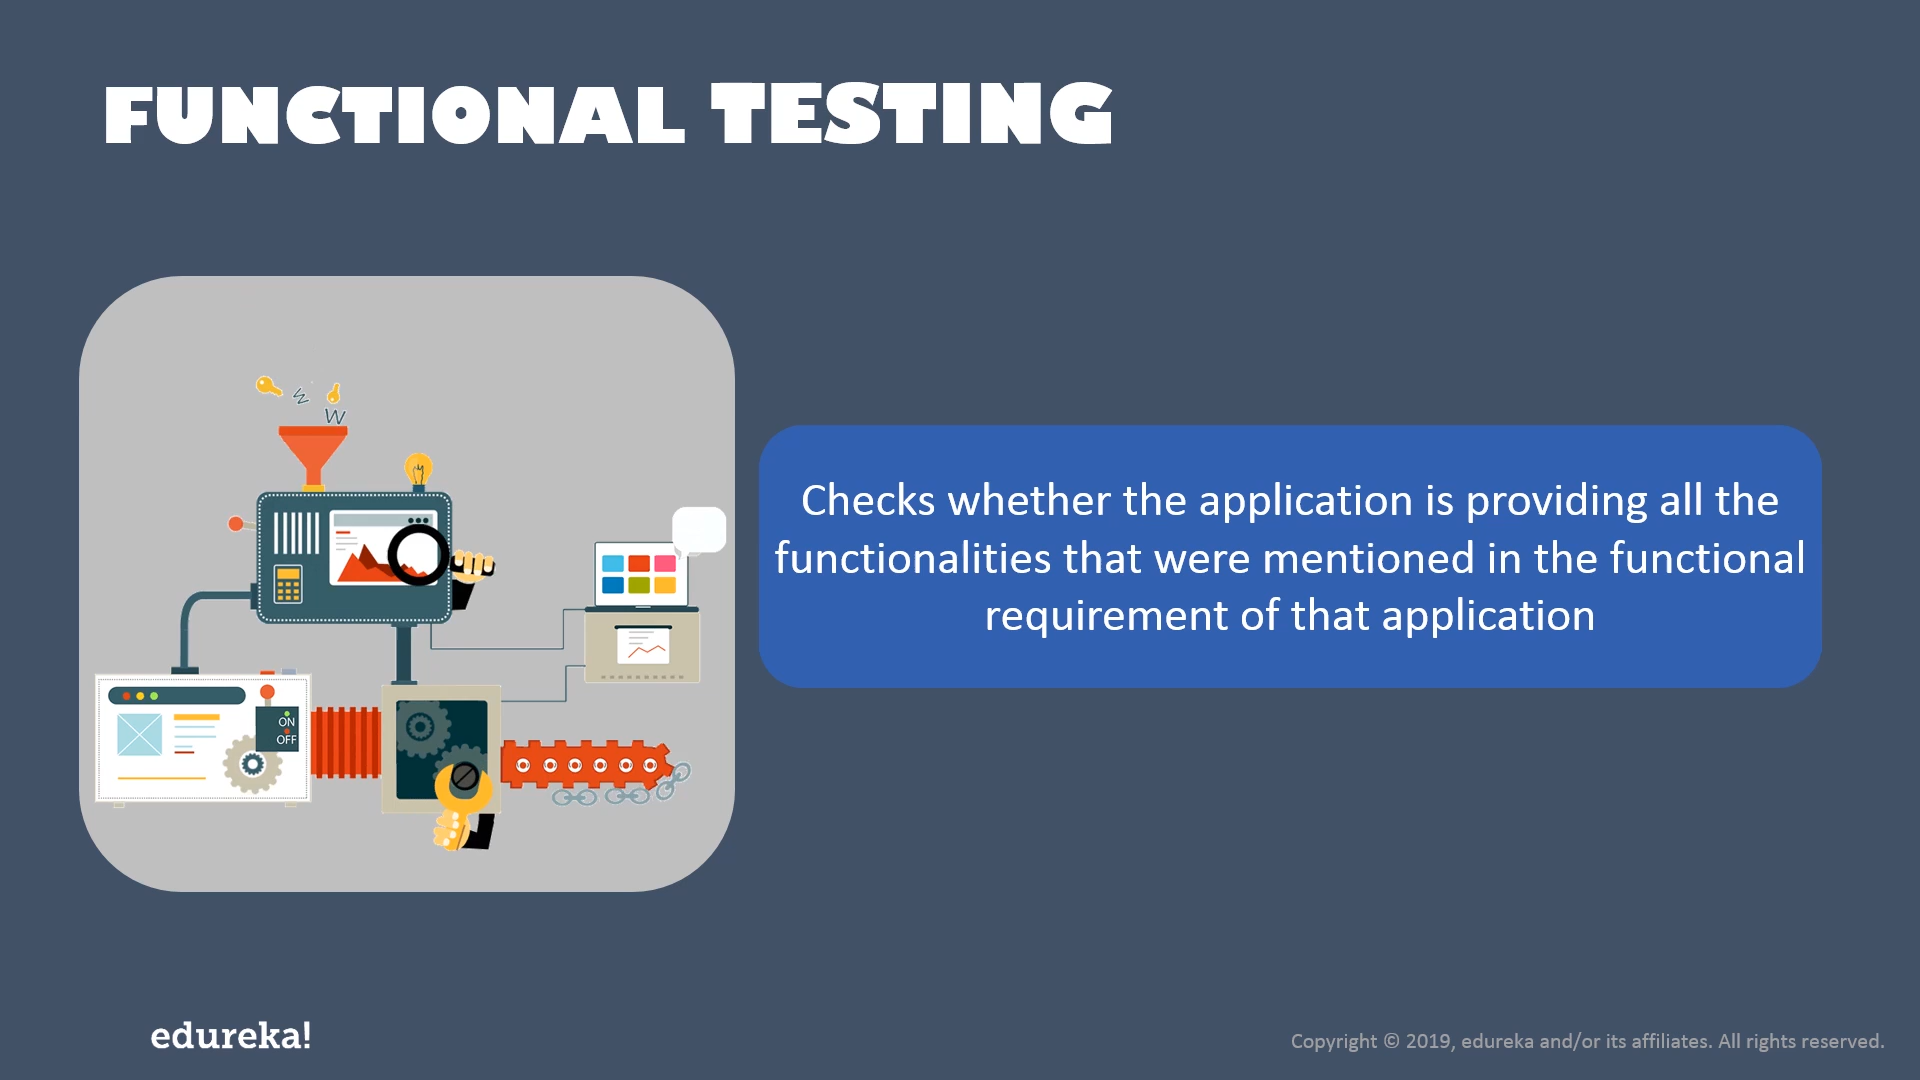 FUNCTIONAL TESTING
W
W
ON
OFF
Checks whether the application is providing all the
functionalities that were mentioned in the functional
requirement of that application
edureka!
Copyright © 2019, edureka and/or its affiliates. All rights reserved.